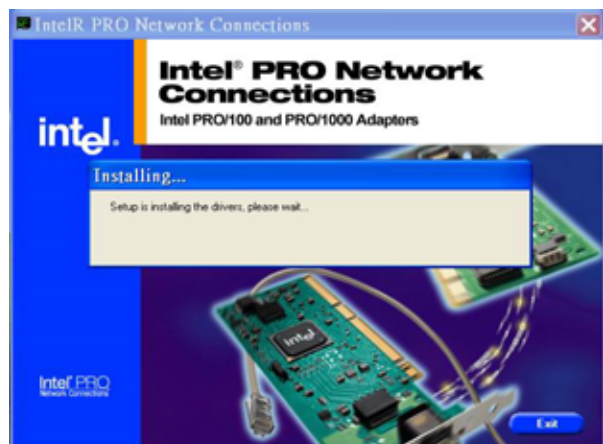 IntelR PRO Network Connections
Intel® PRO Network
Connections
Intel PRO/100 and PRO/1000 Adapters
intel.
Installing...
Setup is installing the drivers, please wait...
intel
Intel® PRO
Network Connections
Exit